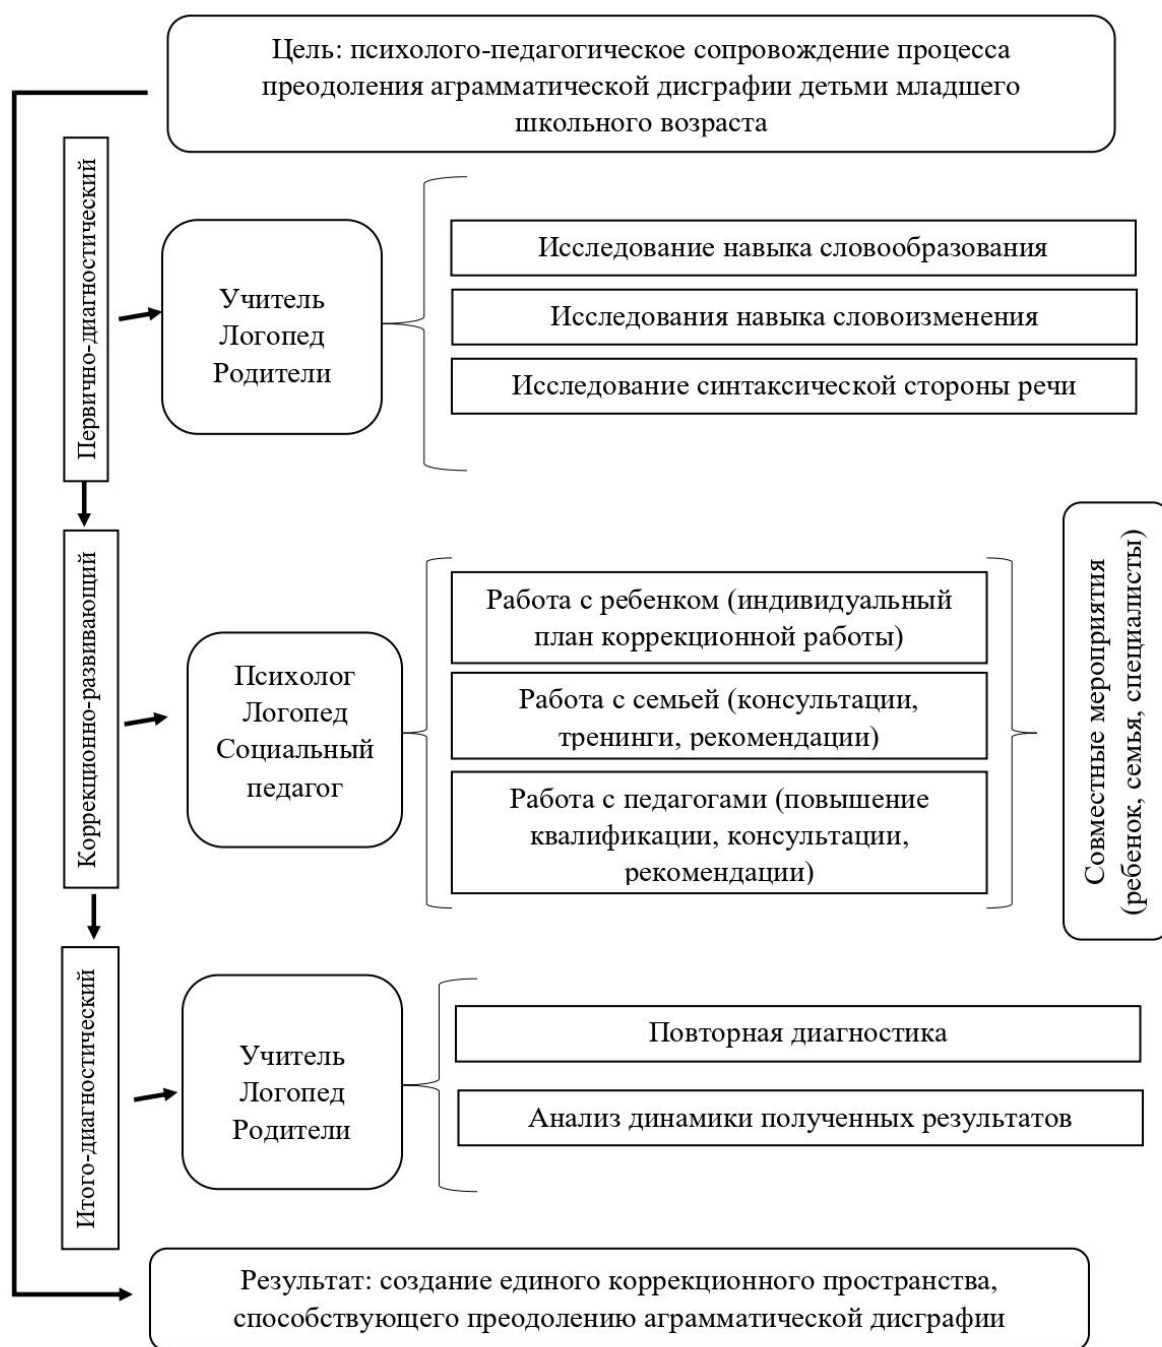 Цель: психолого-педагогическое сопровождение процесса
преодоления аграмматической дисграфии детьми младшего
школьного возраста
Первично-диагностический
Учитель
Логопед
Родители
Исследование навыка словообразования
Исследования навыка словоизменения
Исследование синтаксической стороны речи
Коррекционно-развивающий
Психолог
Логопед
Социальный
педагог
Работа с ребенком (индивидуальный
план коррекционной работы)
Работа с семьей (консультации,
тренинги, рекомендации)
Работа с педагогами (повышение
квалификации, консультации,
рекомендации)
Совместные мероприятия
(ребенок, семья, специалисты)
Итого-диагностический
Учитель
Логопед
Родители
Повторная диагностика
Анализ динамики полученных результатов
Результат: создание единого коррекционного пространства,
способствующего преодолению аграмматической дисграфии